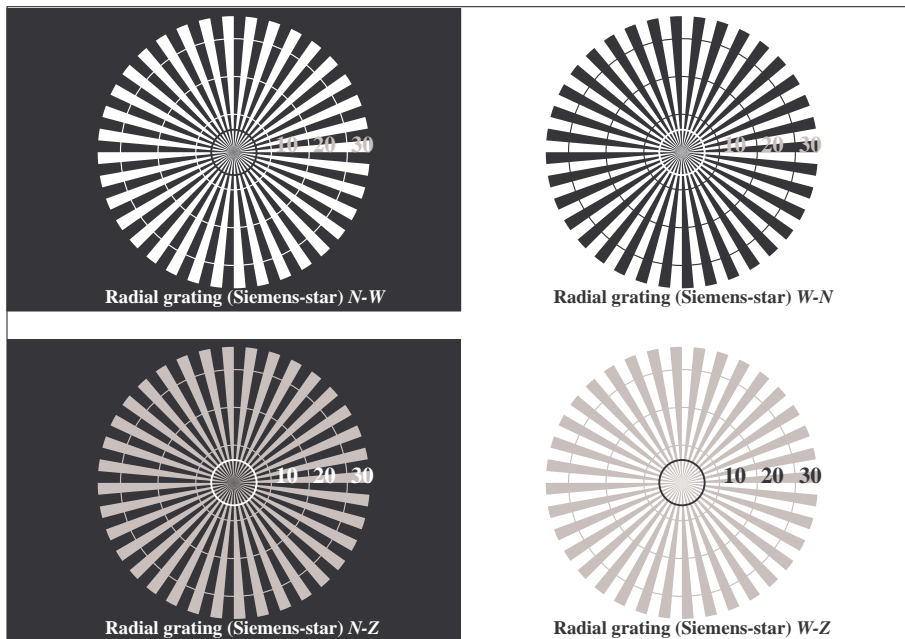 10 20 30
Radial grating (Siemens-star) N-W
10 20 30
Radial grating (Siemens-star) W-N
10 20 30
Radial grating (Siemens-star) N-Z
10 20 30
Radial grating (Siemens-star) W-Z